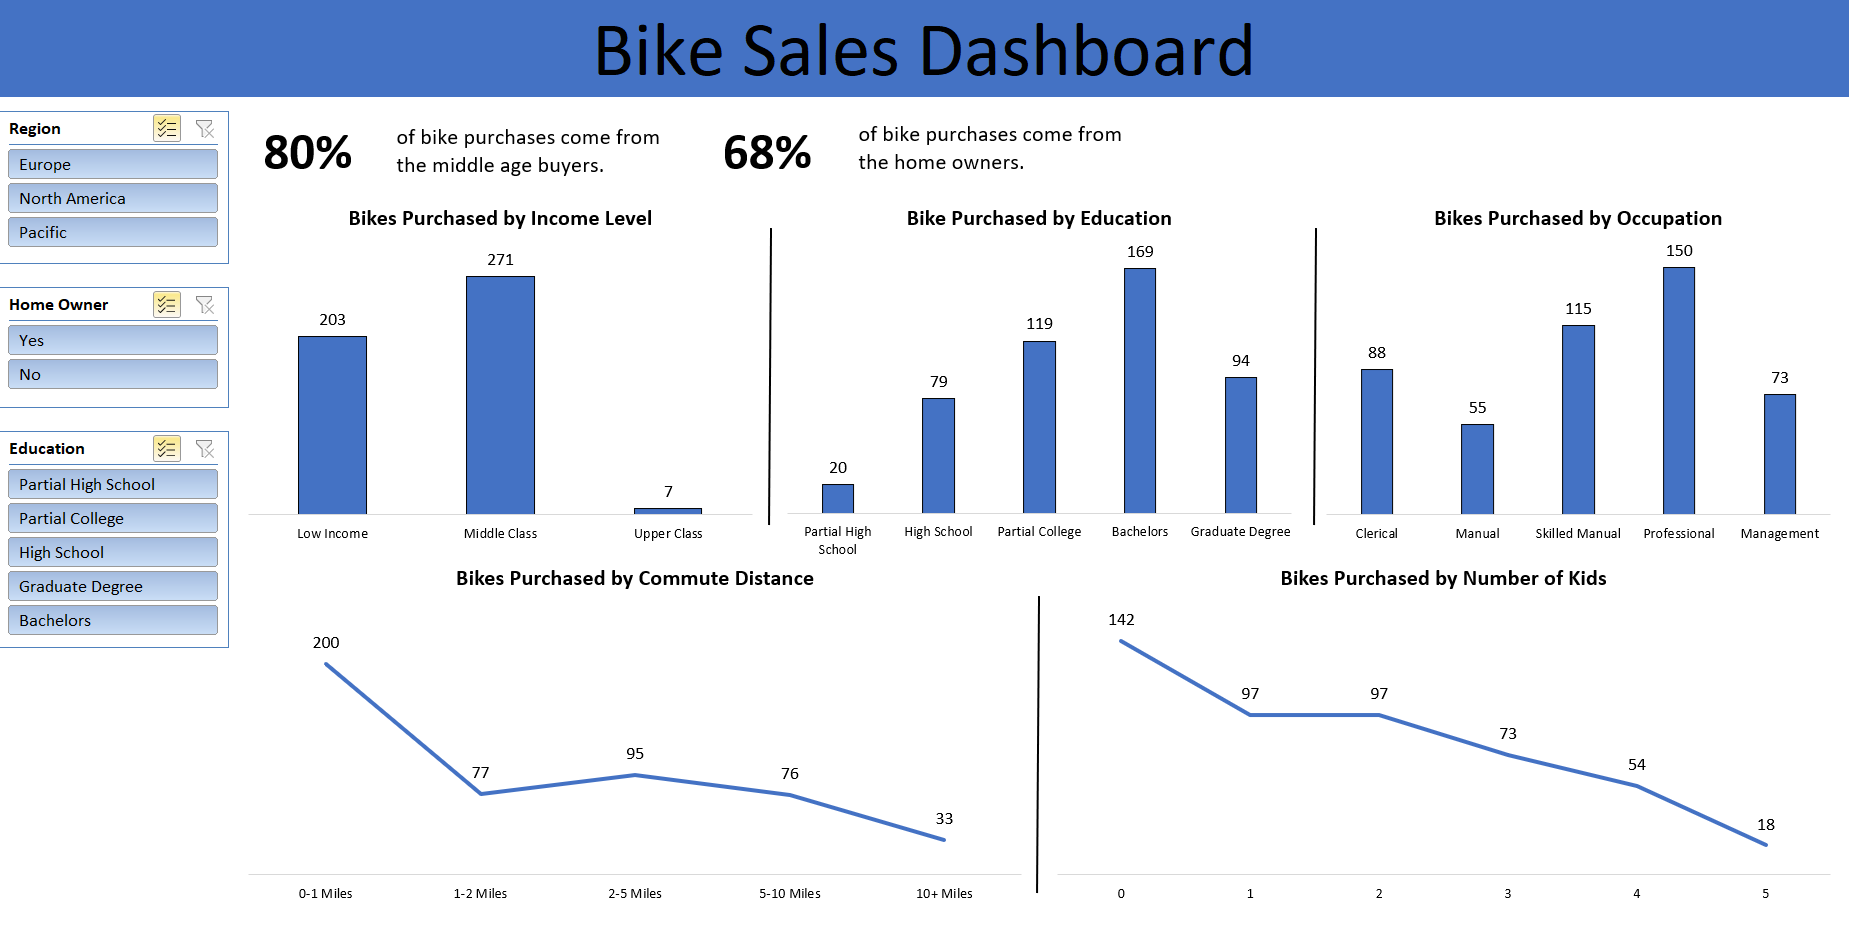 Bike Sales Dashboard
Region
Europe
North America
Pacific
Home Owner
Yes
No
Education
Partial High School
Partial College
High School
Graduate Degree
Bachelors
80%
of bike purchases come from
the middle age buyers.
68%
of bike purchases come from
the home owners.
Bikes Purchased by Income Level
203
271
7
Low Income
Middle Class
Upper Class
Bike Purchased by Education
20
79
119
169
94
Partial High
School
High School
Partial College
Bachelors
Graduate Degree
Bikes Purchased by Occupation
88
55
115
150
73
Clerical
Manual
Skilled Manual
Professional
Management
Bikes Purchased by Commute Distance
200
77
95
76
33
0-1 Miles
1-2 Miles
2-5 Miles
5-10 Miles
10+ Miles
Bikes Purchased by Number of Kids
142
97
97
73
54
18
0
1
2
3
4
5